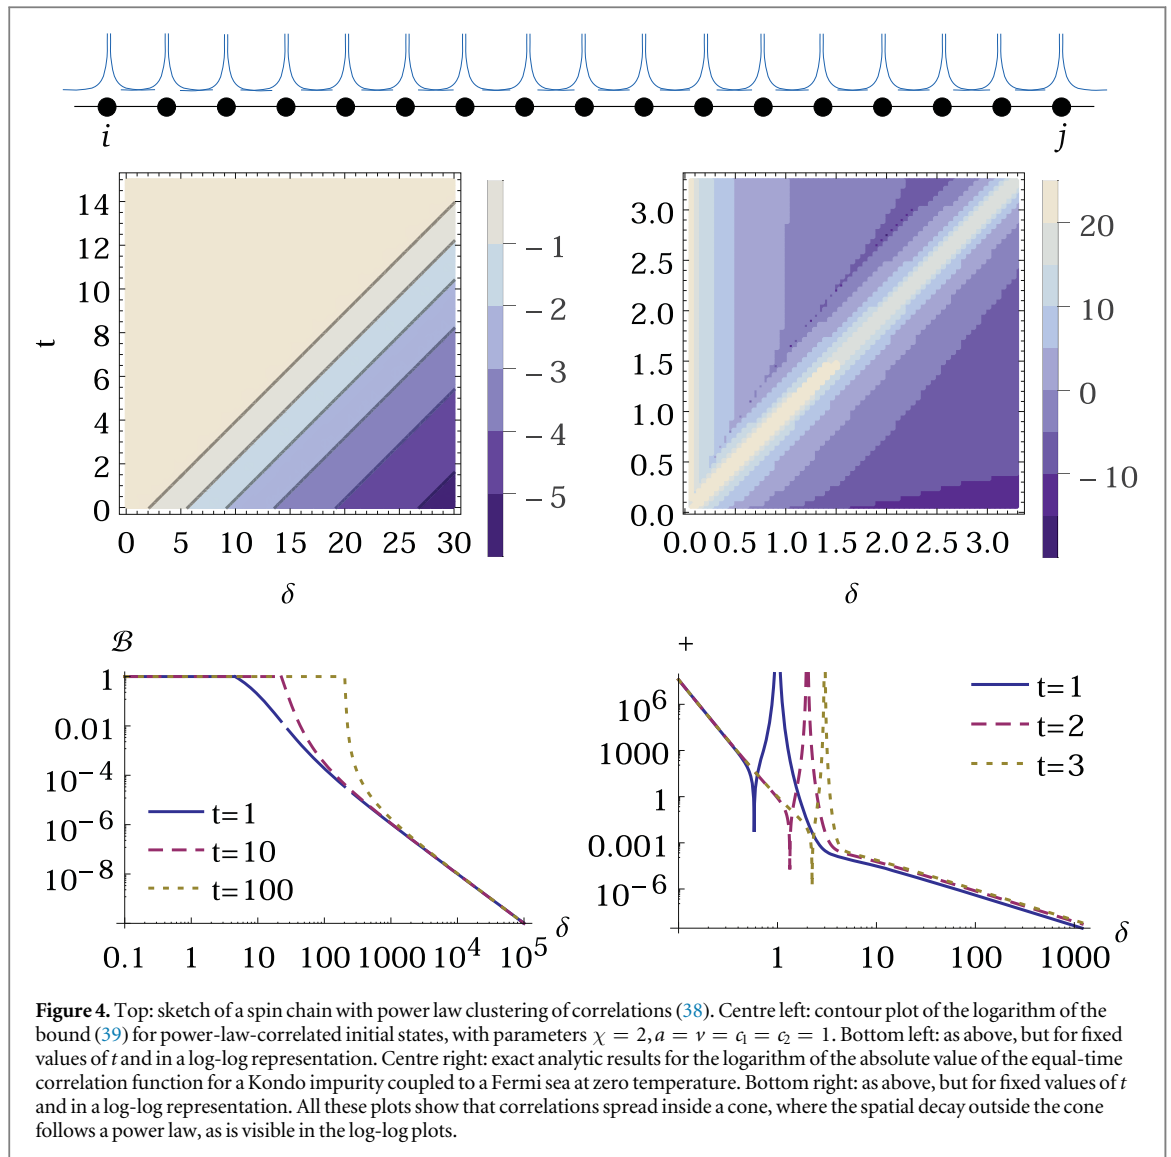 i j
14
12
10
8
6
4
2
0
t
0 5 10 15 20 25 30
δ
−1
−2
−3
−4
−5
3.0
2.5
2.0
1.5
1.0
0.5
0.0
0.0 0.5 1.0 1.5 2.0 2.5 3.0
δ
20
10
0
−10
ℬ
1
0.01
10⁻⁴
10⁻⁶
10⁻⁸
t=1
t=10
t=100
0.1 1 10 100 1000 10⁴ 10⁵
δ
+
10⁶
1000
1
0.001
10⁻⁶
t=1
t=2
t=3
1 10 100 1000
δ
Figure 4. Top: sketch of a spin chain with power law clustering of correlations (38). Centre left: contour plot of the logarithm of the
bound (39) for power-law-correlated initial states, with parameters χ = 2, a = ν = c₁ = c₂ = 1. Bottom left: as above, but for fixed
values of t and in a log-log representation. Centre right: exact analytic results for the logarithm of the absolute value of the equal-time
correlation function for a Kondo impurity coupled to a Fermi sea at zero temperature. Bottom right: as above, but for fixed values of t
and in a log-log representation. All these plots show that correlations spread inside a cone, where the spatial decay outside the cone
follows a power law, as is visible in the log-log plots.